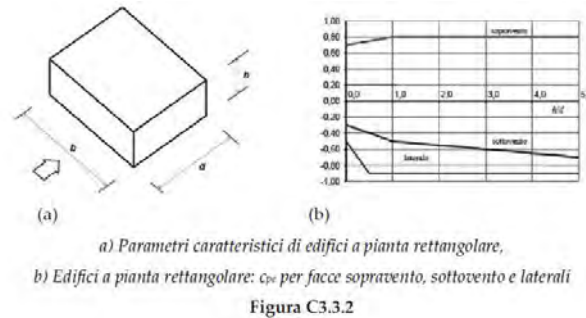 h
b
d
(a)
(b)
1,00
0,80
0,60
0,40
0,20
0,00
-0,20
-0,40
-0,60
-0,80
-1,00
0,0
1,0
2,0
3,0
4,0
5
h/d
sopravento
sottovento
laterale
a) Parametri caratteristici di edifici a pianta rettangolare,
b) Edifici a pianta rettangolare: cpe per facce sopravento, sottovento e laterali
Figura C3.3.2